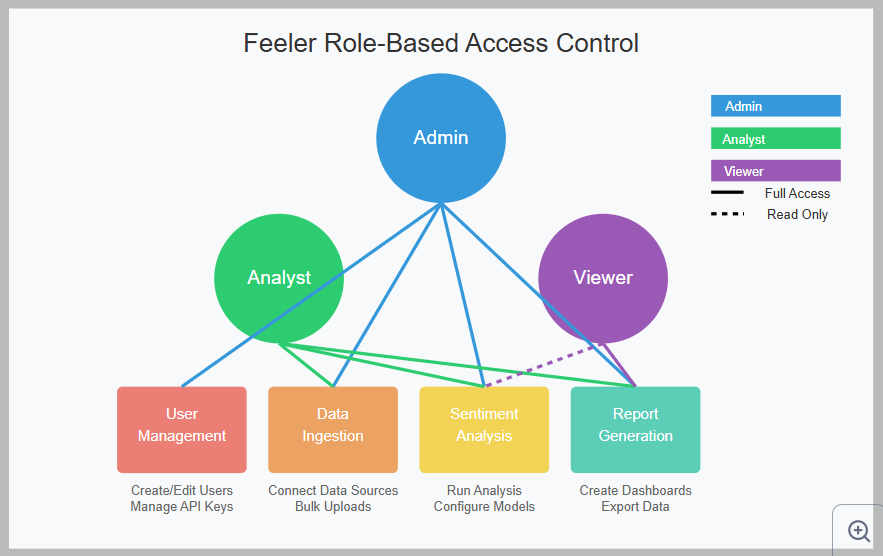 Feeler Role-Based Access Control
Admin
Admin
Analyst
Viewer
Full Access
Read Only
Analyst
Viewer
User
Management
Data
Ingestion
Sentiment
Analysis
Report
Generation
Create/Edit Users
Manage API Keys
Connect Data Sources
Bulk Uploads
Run Analysis
Configure Models
Create Dashboards
Export Data